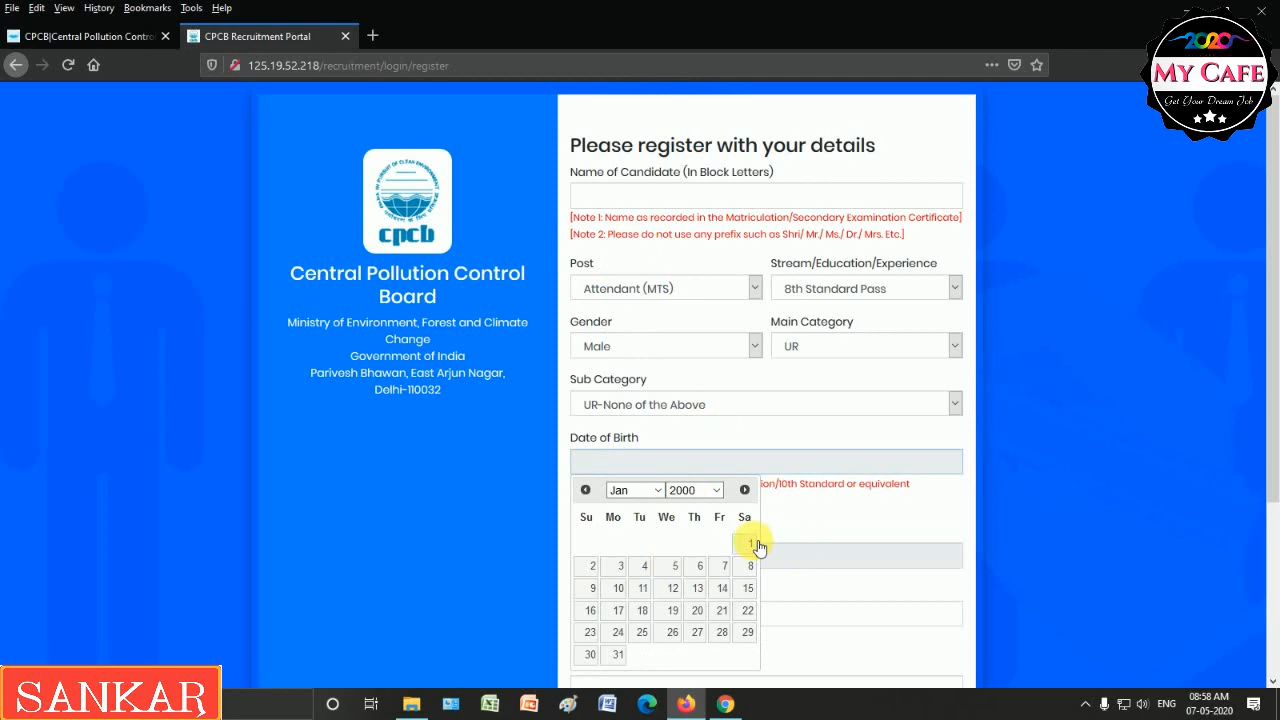 File Edit View History Bookmarks Tools Help
CPCB|Central Pollution Contro
CPCB Recruitment Portal
125.19.52.218/recruitment/login/register
2020
MY CAFE
Get Your Dream Job
cpcb
Central Pollution Control
Board
Ministry of Environment, Forest and Climate
Change
Government of India
Parivesh Bhawan, East Arjun Nagar,
Delhi-110032
Please register with your details
Name of Candidate (In Block Letters)
[Note 1: Name as recorded in the Matriculation/Secondary Examination Certificate]
[Note 2: Please do not use any prefix such as Shri/ Mr./ Ms./ Dr./ Mrs. Etc.]
Post Stream/Education/Experience
Attendant (MTS) 8th Standard Pass
Gender Main Category
Male UR
Sub Category
UR-None of the Above
Date of Birth
ion/10th Standard or equivalent
Jan 2000
Su Mo Tu We Th Fr Sa
1
2 3 4 5 6 7 8
9 10 11 12 13 14 15
16 17 18 19 20 21 22
23 24 25 26 27 28 29
30 31
SANKAR
ENG
08:58 AM
07-05-2020